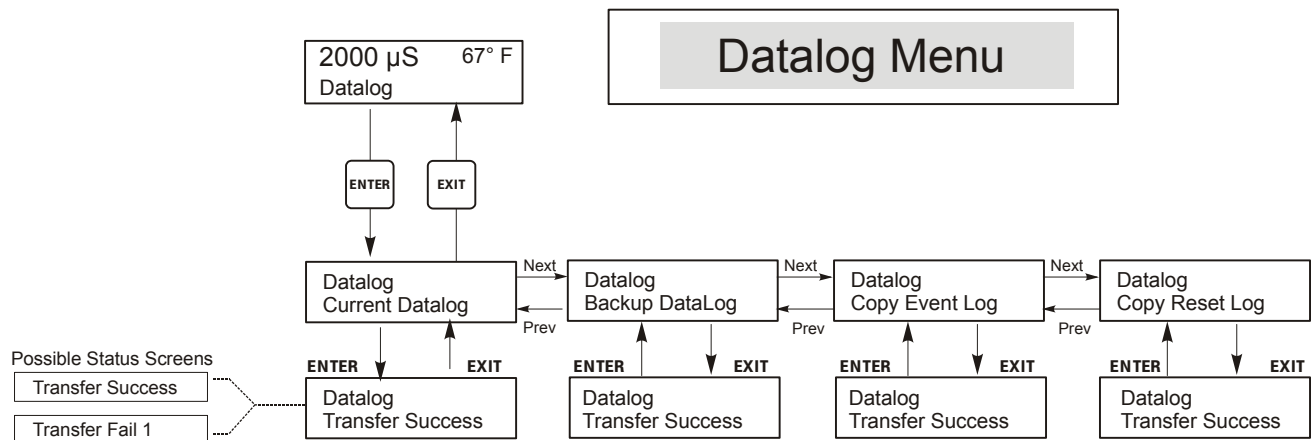 Datalog Menu
2000 µS 67° F
Datalog
ENTER
EXIT
Datalog
Current Datalog
Next
Prev
Datalog
Backup DataLog
Next
Prev
Datalog
Copy Event Log
Next
Prev
Datalog
Copy Reset Log
Possible Status Screens
Transfer Success
Transfer Fail 1
ENTER EXIT
Datalog
Transfer Success
ENTER EXIT
Datalog
Transfer Success
ENTER EXIT
Datalog
Transfer Success
ENTER EXIT
Datalog
Transfer Success